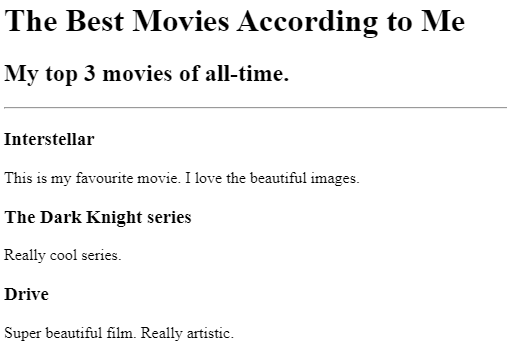 The Best Movies According to Me
My top 3 movies of all-time.
Interstellar
This is my favourite movie. I love the beautiful images.
The Dark Knight series
Really cool series.
Drive
Super beautiful film. Really artistic.